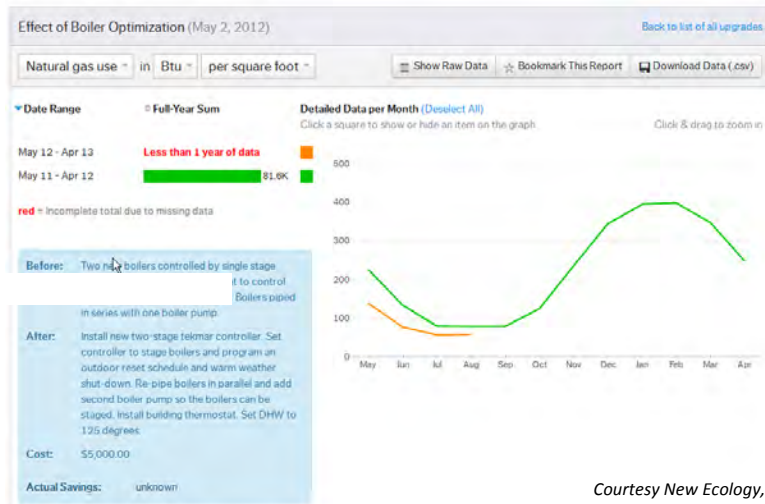 Effect of Boiler Optimization (May 2, 2012)
Back to list of all upgrades
Natural gas use in Btu per square foot
Show Raw Data
Bookmark This Report
Download Data (.csv)
Date Range
Full-Year Sum
Detailed Data per Month (Deselect All)
Click a square to show or hide an item on the graph
Click & drag to zoom in
May 12 - Apr 13
Less than 1 year of data
May 11 - Apr 12
81.6K
red = Incomplete total due to missing data
500
400
300
200
100
0
May Jun Jul Aug Sep Oct Nov Dec Jan Feb Mar Apr
Before: Two new boilers controlled by single stage
t to control
Boilers piped
in series with one boiler pump.
After: Install new two-stage tekmar controller. Set
controller to stage boilers and program an
outdoor reset schedule and warm weather
shut-down. Re-pipe boilers in parallel and add
second boiler pump so the boilers can be
staged. Install building thermostat. Set DHW to
125 degrees.
Cost: $5,000.00
Actual Savings: unknown
Courtesy New Ecology,